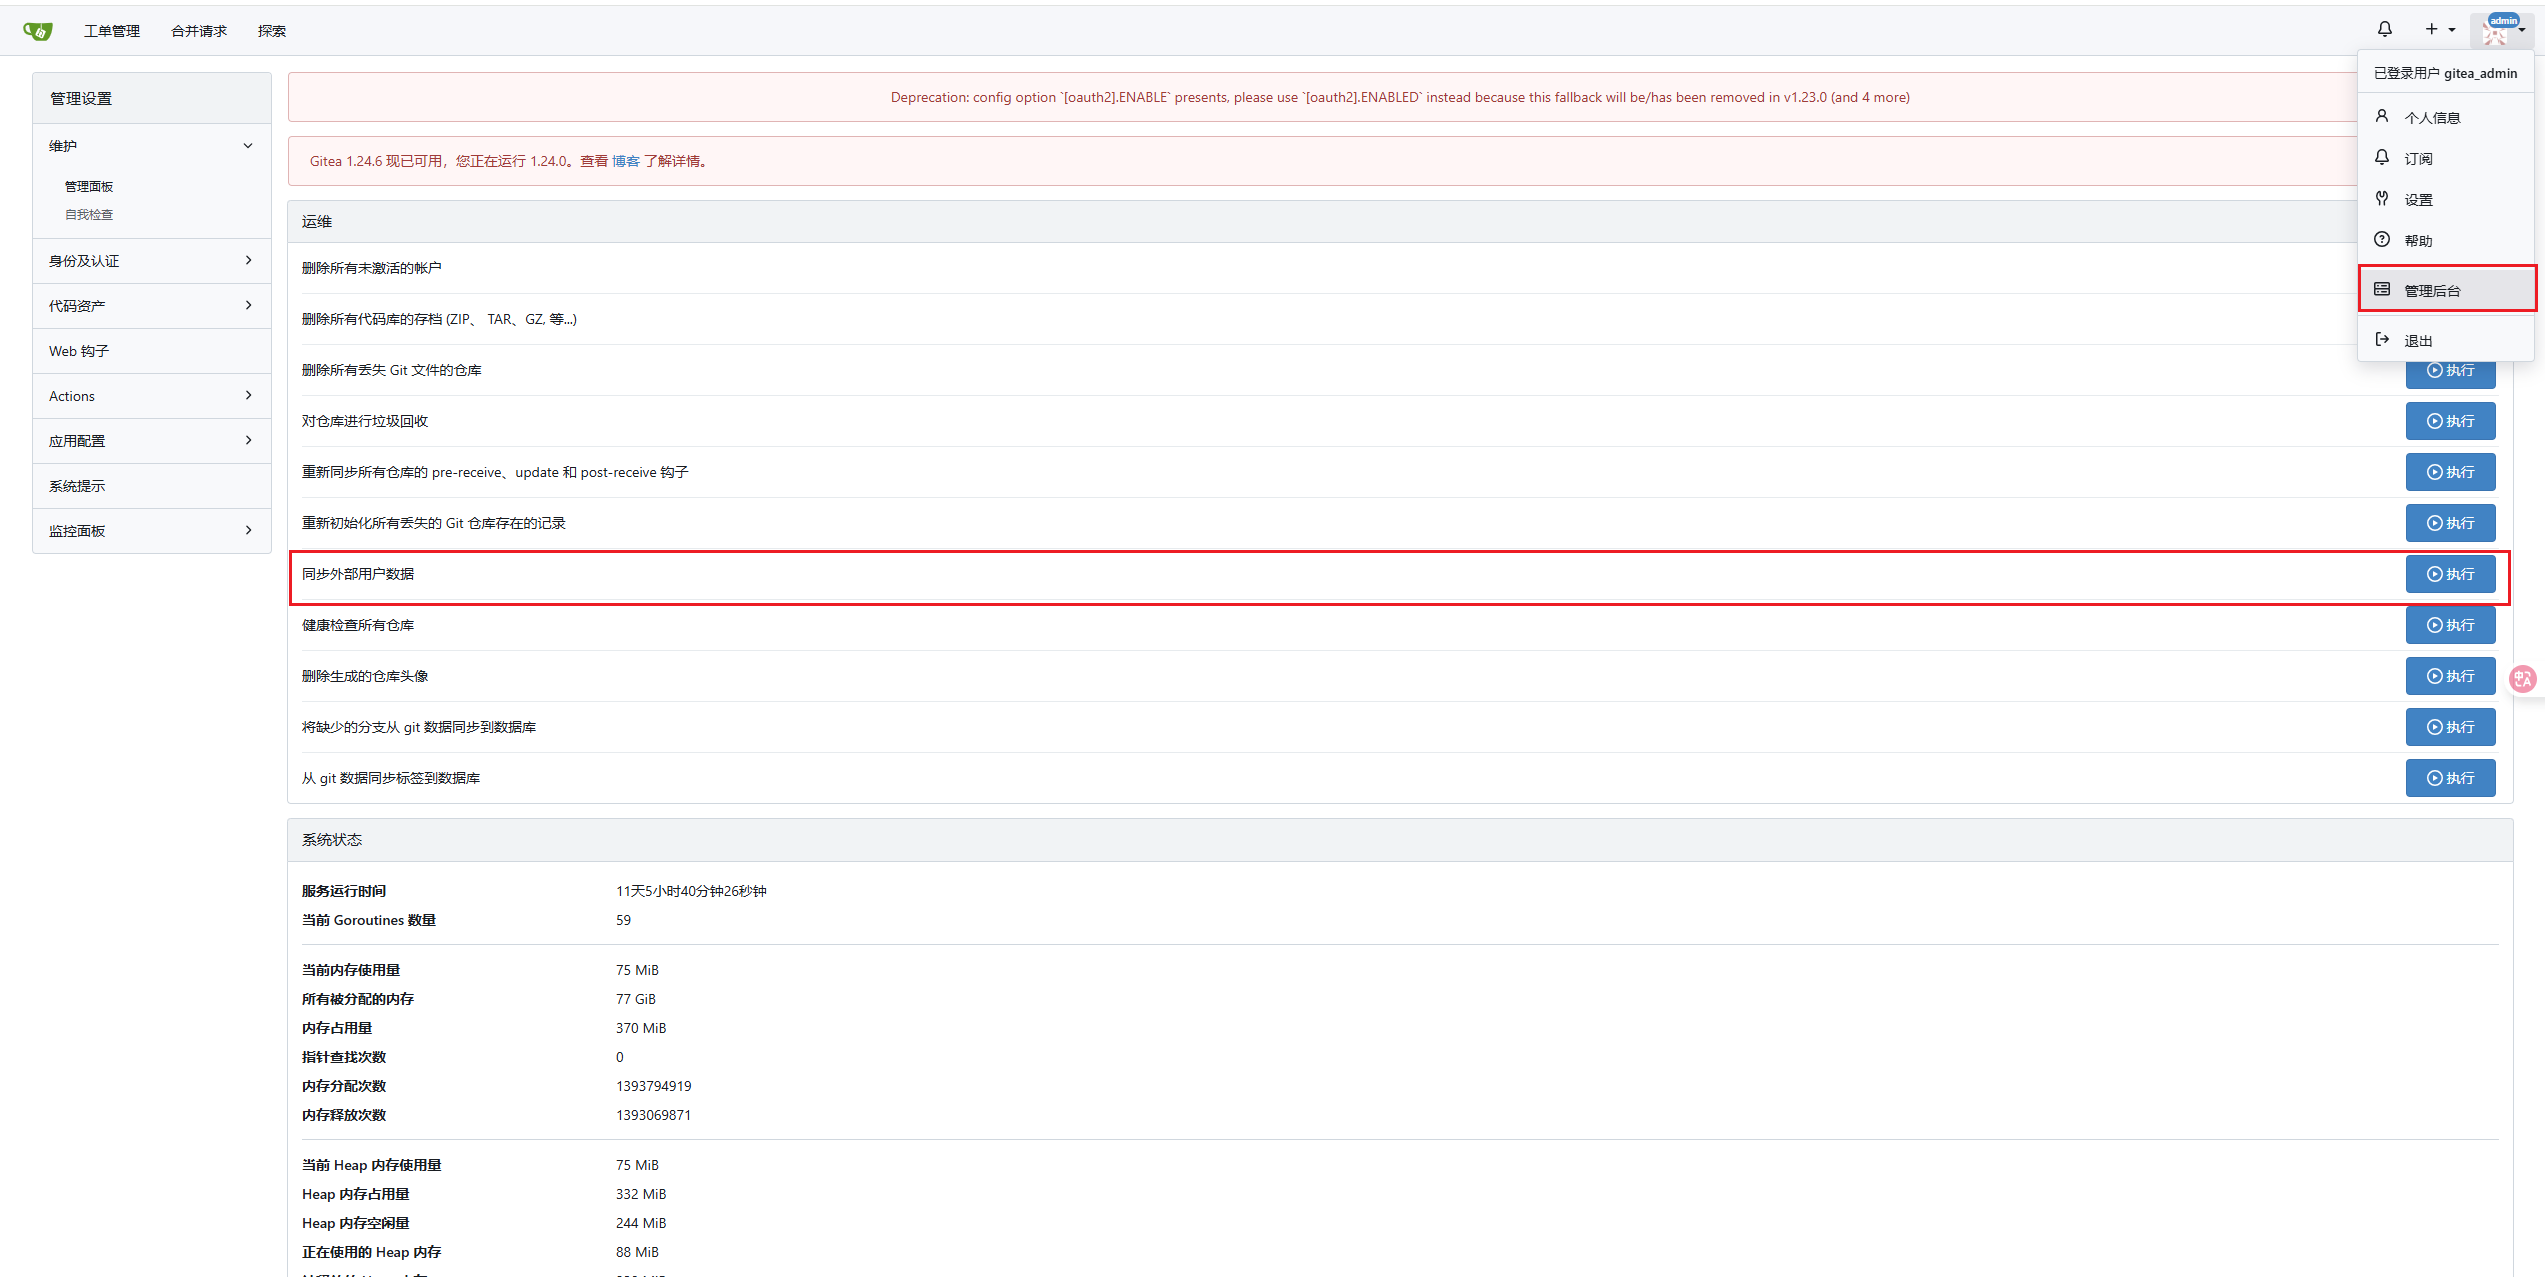 工单管理 合并请求 探索
admin
已登录用户 gitea_admin
个人信息
订阅
设置
帮助
管理后台
退出
管理设置
维护
管理面板
自我检查
身份及认证
代码资产
Web 钩子
Actions
应用配置
系统提示
监控面板
Deprecation: config option `[oauth2].ENABLE` presents, please use `[oauth2].ENABLED` instead because this fallback will be/has been removed in v1.23.0 (and 4 more)
Gitea 1.24.6 现已可用，您正在运行 1.24.0。查看 博客 了解详情。
运维
删除所有未激活的帐户
删除所有代码库的存档 (ZIP、 TAR、GZ, 等...)
删除所有丢失 Git 文件的仓库 执行
对仓库进行垃圾回收 执行
重新同步所有仓库的 pre-receive、update 和 post-receive 钩子 执行
重新初始化所有丢失的 Git 仓库存在的记录 执行
同步外部用户数据 执行
健康检查所有仓库 执行
删除生成的仓库头像 执行
将缺少的分支从 git 数据同步到数据库 执行
从 git 数据同步标签到数据库 执行
系统状态
服务运行时间 11天5小时40分钟26秒钟
当前 Goroutines 数量 59
当前内存使用量 75 MiB
所有被分配的内存 77 GiB
内存占用量 370 MiB
指针查找次数 0
内存分配次数 1393794919
内存释放次数 1393069871
当前 Heap 内存使用量 75 MiB
Heap 内存占用量 332 MiB
Heap 内存空闲量 244 MiB
正在使用的 Heap 内存 88 MiB